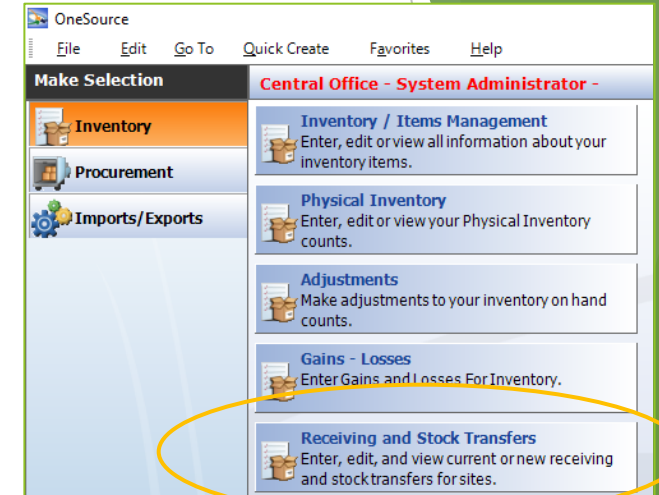 OneSource
File Edit Go To Quick Create Favorites Help
Make Selection
Central Office - System Administrator -
Inventory
Procurement
Imports/Exports
Inventory / Items Management
Enter, edit or view all information about your
inventory items.
Physical Inventory
Enter, edit or view your Physical Inventory
counts.
Adjustments
Make adjustments to your inventory on hand
counts.
Gains - Losses
Enter Gains and Losses For Inventory.
Receiving and Stock Transfers
Enter, edit, and view current or new receiving
and stock transfers for sites.